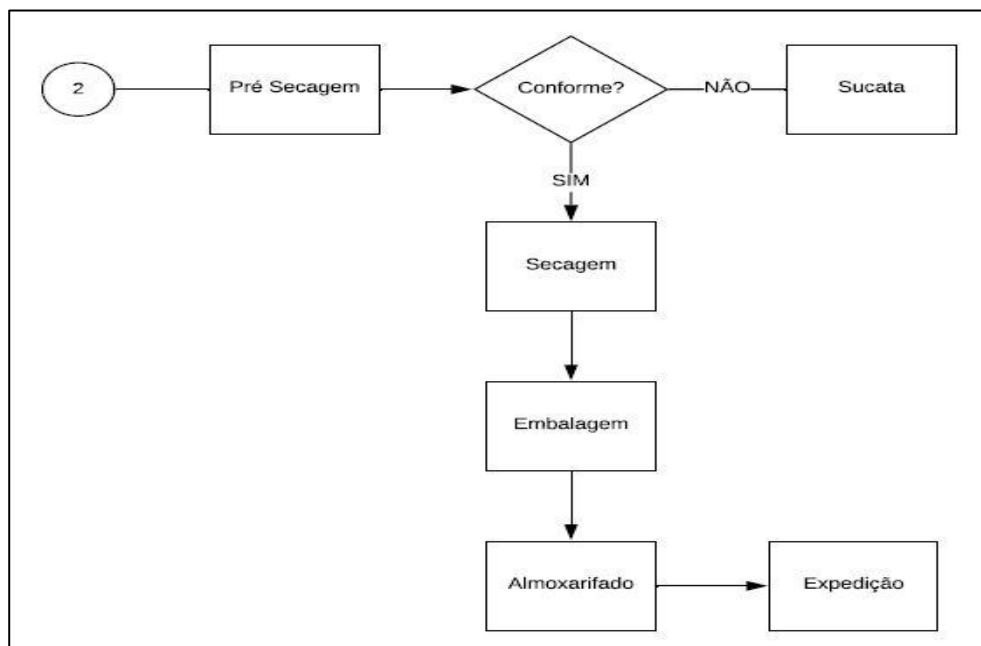 2
Pré Secagem
Conforme?
NÃO
Sucata
SIM
Secagem
Embalagem
Almoxarifado
Expedição